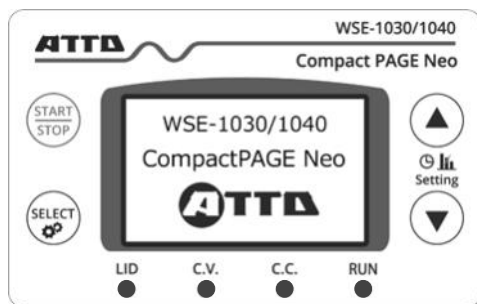 ATTO
WSE-1030/1040
Compact PAGE Neo
START
STOP
WSE-1030/1040
CompactPAGE Neo
ATTO
Setting
SELECT
LID C.V. C.C. RUN